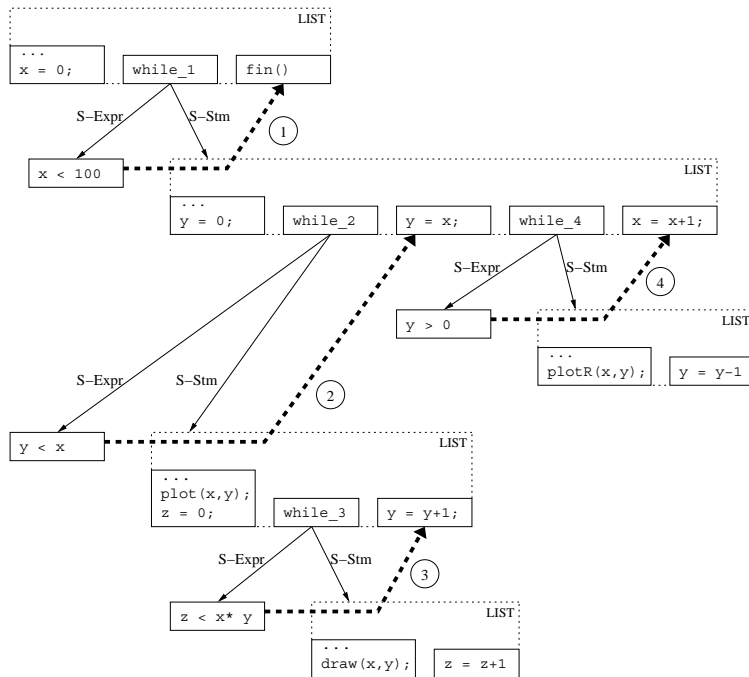 LIST
...
x = 0;
while_1
fin()
S-Expr
S-Stm
1
x < 100
LIST
...
y = 0;
while_2
y = x;
while_4
x = x+1;
S-Expr
S-Stm
4
y > 0
LIST
...
plotR(x,y);
y = y-1
S-Expr
S-Stm
2
y < x
LIST
...
plot(x,y);
z = 0;
while_3
y = y+1;
S-Expr
S-Stm
3
z < x* y
LIST
...
draw(x,y);
z = z+1